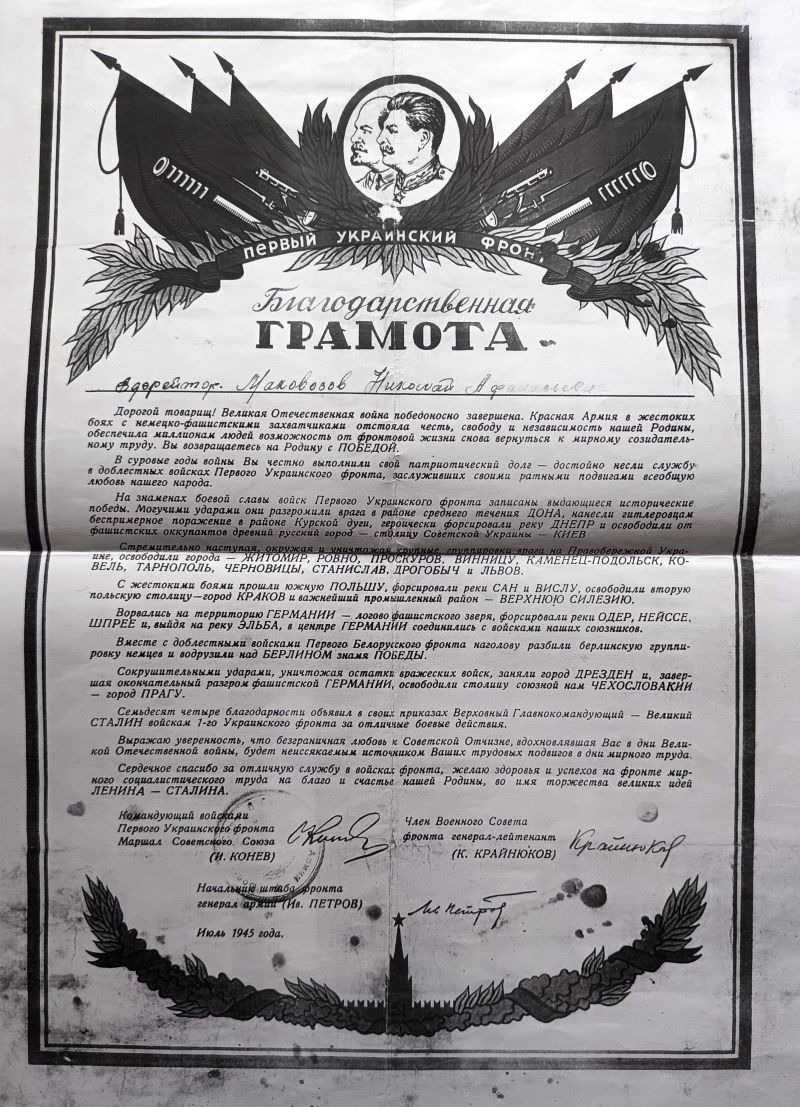 ПЕРВЫЙ УКРАИНСКИЙ ФРОНТ
Благодарственная
ГРАМОТА
Маковозов Николай
Дорогой товарищ! Великая Отечественная война победоносно завершена. Красная Армия в жестоких
боях с немецко-фашистскими захватчиками отстояла честь, свободу и независимость нашей Родины,
обеспечила миллионам людей возможность от фронтовой жизни снова вернуться к мирному созидатель-
ному труду. Вы возвращаетесь на Родину с ПОБЕДОЙ.
В суровые годы войны Вы честно выполнили свой патриотический долг — достойно несли службу
в доблестных войсках Первого Украинского фронта, заслуживших своими ратными подвигами всеобщую
любовь нашего народа.
На знаменах боевой славы войск Первого Украинского фронта записаны выдающиеся исторические
победы. Могучими ударами они разгромили врага в районе среднего течения ДОНА, нанесли гитлеровцам
беспримерное поражение в районе Курской дуги, героически форсировали реку ДНЕПР и освободили от
фашистских оккупантов древний русский город — столицу Советской Украины — КИЕВ
Стремительно наступая, окружая и уничтожая крупные группировки врага на Правобережной Укра-
ине, освободили города — ЖИТОМИР, РОВНО, ПРОСКУРОВ, ВИННИЦУ, КАМЕНЕЦ-ПОДОЛЬСК, КО-
ВЕЛЬ, ТАРНОПОЛЬ, ЧЕРНОВИЦЫ, СТАНИСЛАВ, ДРОГОБЫЧ и ЛЬВОВ.
С жестокими боями прошли южную ПОЛЬШУ, форсировали реки САН и ВИСЛУ, освободили вторую
польскую столицу — город КРАКОВ и важнейший промышленный район — ВЕРХНЮЮ СИЛЕЗИЮ.
Ворвались на территорию ГЕРМАНИИ — логово фашистского зверя, форсировали реки ОДЕР, НЕЙССЕ,
ШПРЕЕ и, выйдя на реку ЭЛЬБА, в центре ГЕРМАНИИ соединились с войсками наших союзников.
Вместе с доблестными войсками Первого Белорусского фронта наголову разбили берлинскую группи-
ровку немцев и водрузили над БЕРЛИНОМ знамя ПОБЕДЫ.
Сокрушительными ударами, уничтожая остатки вражеских войск, заняли город ДРЕЗДЕН и, завер-
шая окончательный разгром фашистской ГЕРМАНИИ, освободили столицу союзной нам ЧЕХОСЛОВАКИИ
— город ПРАГУ.
Семьдесят четыре благодарности объявил в своих приказах Верховный Главнокомандующий — Великий
СТАЛИН войскам 1-го Украинского фронта за отличные боевые действия.
Выражаю уверенность, что безграничная любовь к Советской Отчизне, вдохновлявшая Вас в дни Вели-
кой Отечественной войны, будет неиссякаемым источником Ваших трудовых подвигов в дни мирного труда.
Сердечное спасибо за отличную службу в войсках фронта, желаю здоровья и успехов на фронте мир-
ного социалистического труда на благо и счастье нашей Родины, во имя торжества великих идей
ЛЕНИНА — СТАЛИНА.
Командующий войсками
Первого Украинского фронта
Маршал Советского Союза
(И. КОНЕВ)
Член Военного Совета
фронта генерал-лейтенант
(К. КРАЙНЮКОВ)
Крайнюков
Начальник штаба фронта
генерал армии (Ив. ПЕТРОВ)
Ив Петров
Июль 1945 года.